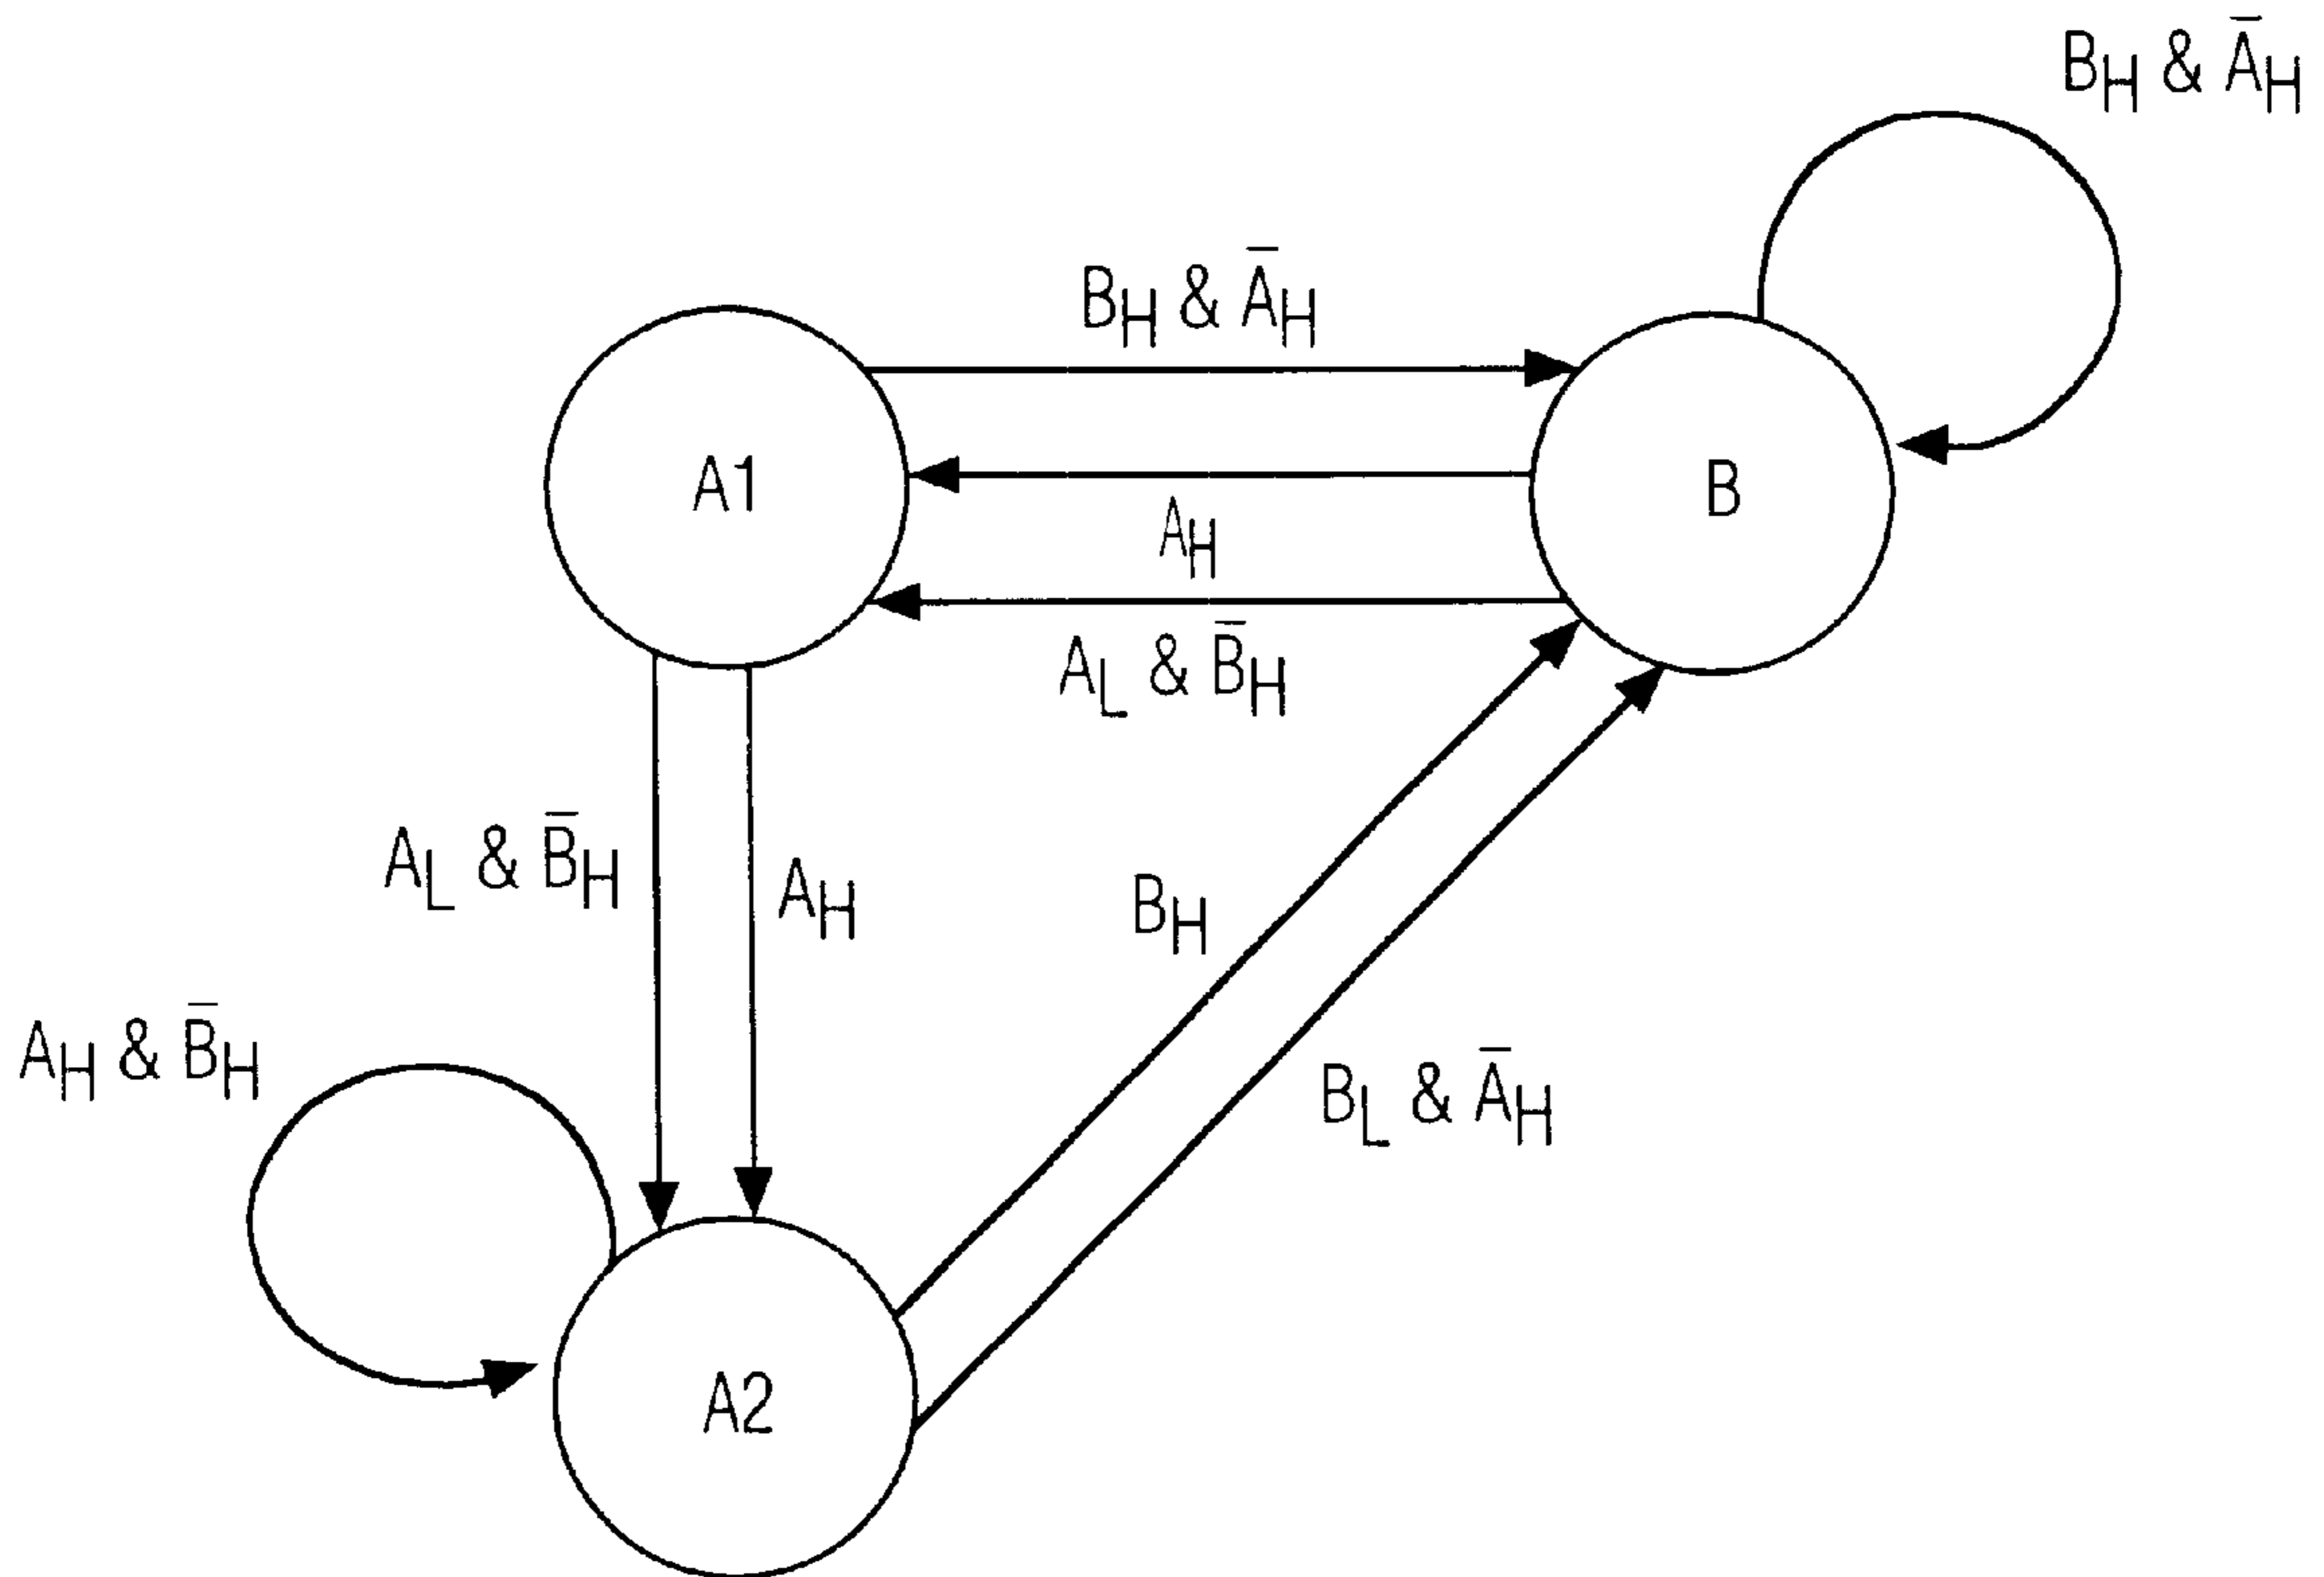 B_H & Ā_H
B_H & Ā_H
A1
B
A_H
A_L & B̄_H
A_L & B̄_H
A_H
B_H
A_H & B̄_H
B_L & Ā_H
A2